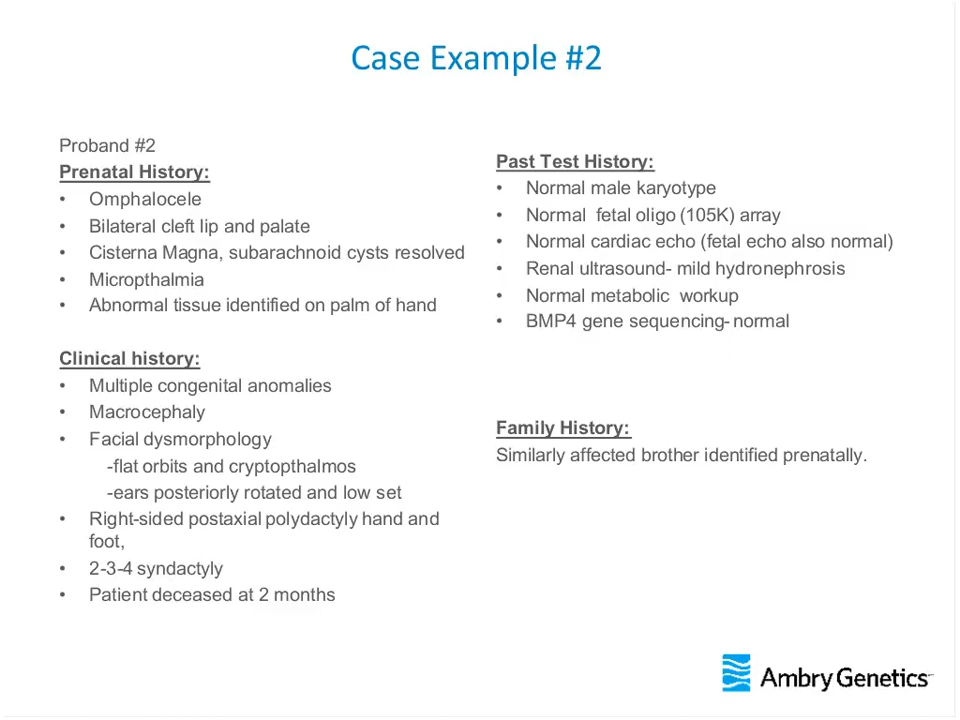 Case Example #2
Proband #2
Prenatal History:
• Omphalocele
• Bilateral cleft lip and palate
• Cisterna Magna, subarachnoid cysts resolved
• Micropthalmia
• Abnormal tissue identified on palm of hand
Clinical history:
• Multiple congenital anomalies
• Macrocephaly
• Facial dysmorphology
-flat orbits and cryptopthalmos
-ears posteriorly rotated and low set
• Right-sided postaxial polydactyly hand and
foot,
• 2-3-4 syndactyly
• Patient deceased at 2 months
Past Test History:
• Normal male karyotype
• Normal fetal oligo (105K) array
• Normal cardiac echo (fetal echo also normal)
• Renal ultrasound- mild hydronephrosis
• Normal metabolic workup
• BMP4 gene sequencing- normal
Family History:
Similarly affected brother identified prenatally.
Ambry Genetics